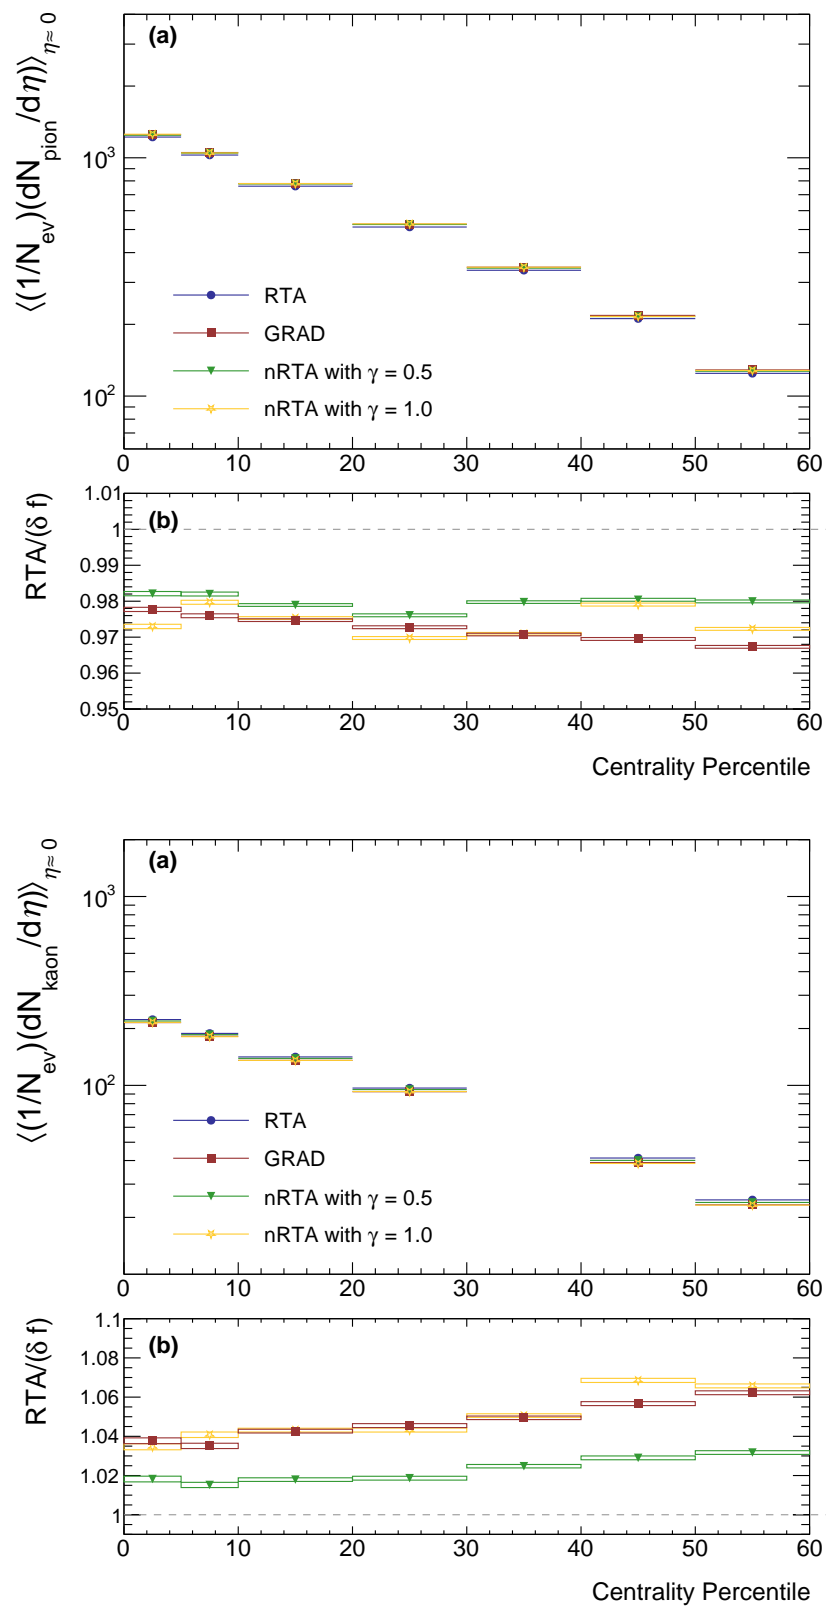 (a)
⟨(1/N_ev)(dN_pion/dη)⟩_η≈0
10^3
10^2
RTA
GRAD
nRTA with γ = 0.5
nRTA with γ = 1.0
0 10 20 30 40 50 60
(b)
RTA/(δ f)
1.01
1
0.99
0.98
0.97
0.96
0.95
0 10 20 30 40 50 60
Centrality Percentile
(a)
⟨(1/N_ev)(dN_kaon/dη)⟩_η≈0
10^3
10^2
RTA
GRAD
nRTA with γ = 0.5
nRTA with γ = 1.0
0 10 20 30 40 50 60
(b)
RTA/(δ f)
1.1
1.08
1.06
1.04
1.02
1
0 10 20 30 40 50 60
Centrality Percentile